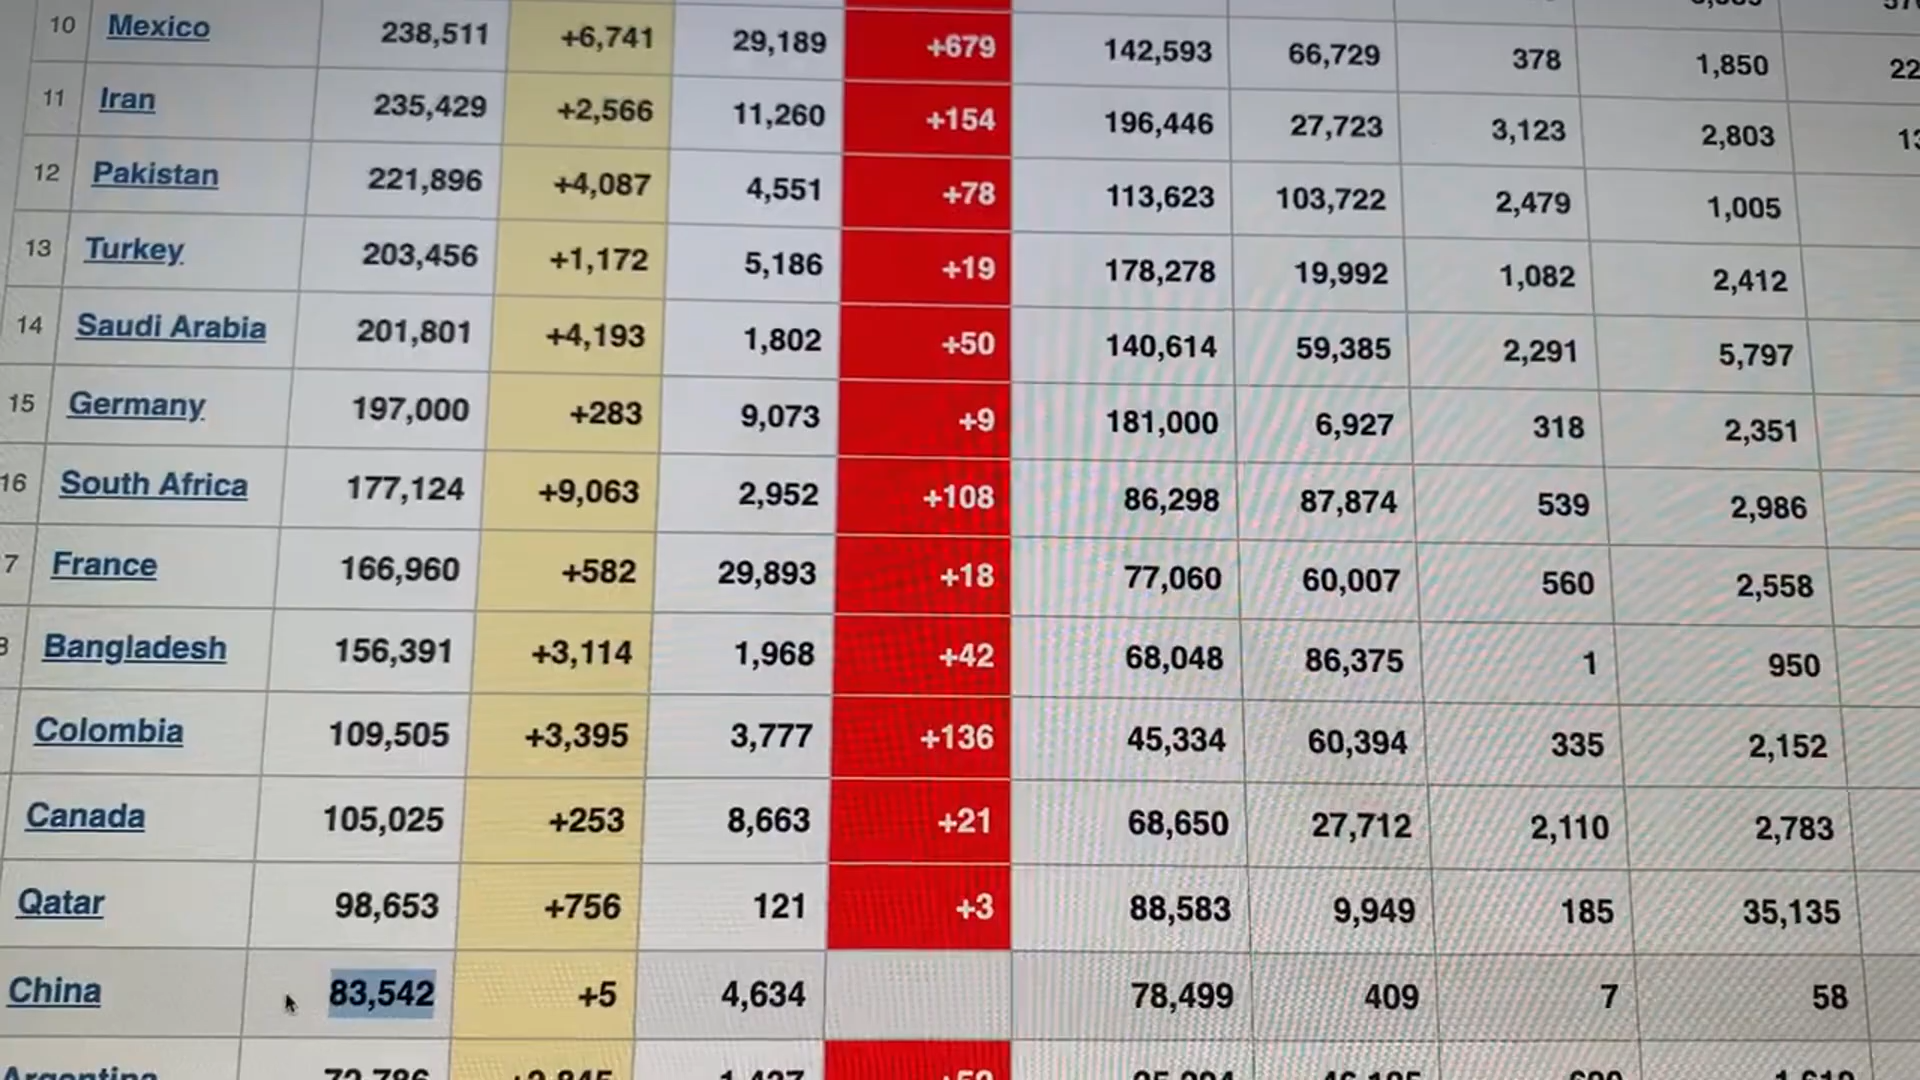 10 Mexico 238,511 +6,741 29,189 +679 142,593 66,729 378 1,850 22
11 Iran 235,429 +2,566 11,260 +154 196,446 27,723 3,123 2,803 13
12 Pakistan 221,896 +4,087 4,551 +78 113,623 103,722 2,479 1,005
13 Turkey 203,456 +1,172 5,186 +19 178,278 19,992 1,082 2,412
14 Saudi Arabia 201,801 +4,193 1,802 +50 140,614 59,385 2,291 5,797
15 Germany 197,000 +283 9,073 +9 181,000 6,927 318 2,351
16 South Africa 177,124 +9,063 2,952 +108 86,298 87,874 539 2,986
7 France 166,960 +582 29,893 +18 77,060 60,007 560 2,558
8 Bangladesh 156,391 +3,114 1,968 +42 68,048 86,375 1 950
Colombia 109,505 +3,395 3,777 +136 45,334 60,394 335 2,152
Canada 105,025 +253 8,663 +21 68,650 27,712 2,110 2,783
Qatar 98,653 +756 121 +3 88,583 9,949 185 35,135
China 83,542 +5 4,634 78,499 409 7 58
Argentina